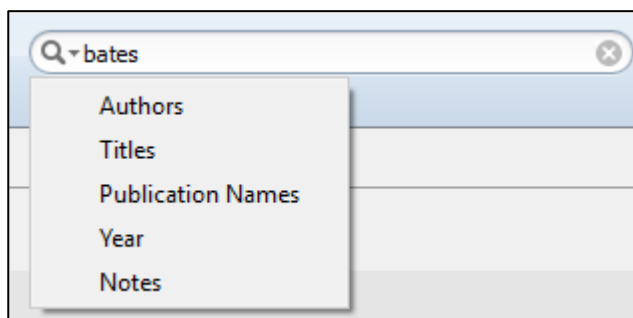 bates
Authors
Titles
Publication Names
Year
Notes